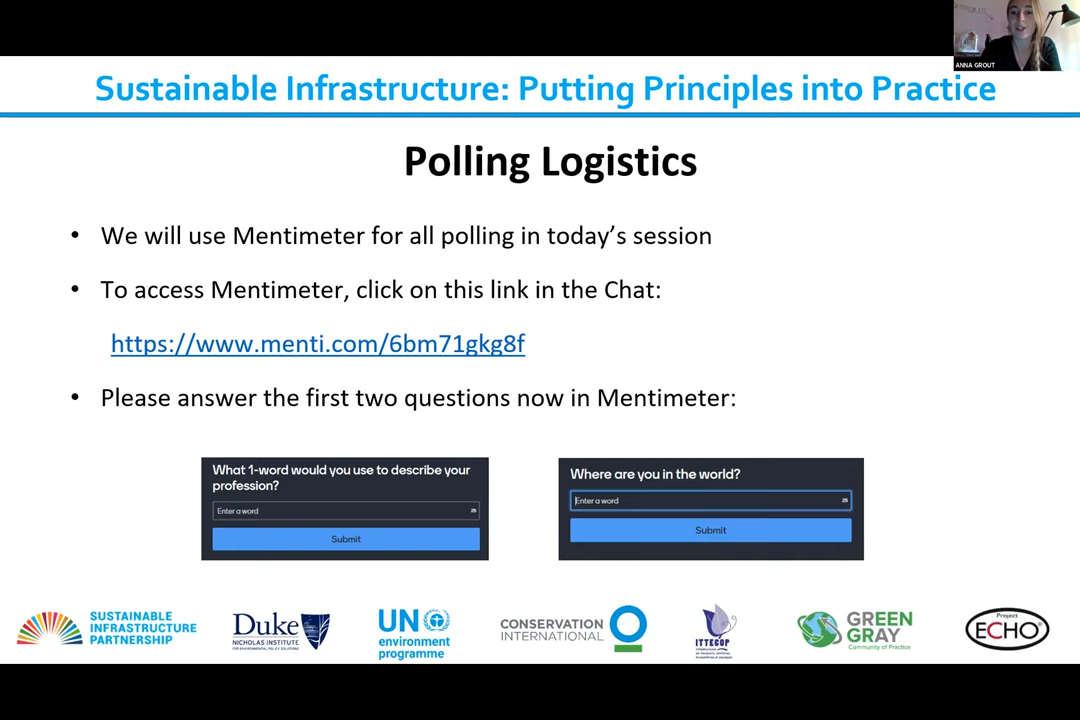 ANNA GROUT
Sustainable Infrastructure: Putting Principles into Practice
Polling Logistics
• We will use Mentimeter for all polling in today’s session
• To access Mentimeter, click on this link in the Chat:
https://www.menti.com/6bm71gkg8f
• Please answer the first two questions now in Mentimeter:
What 1-word would you use to describe your
profession?
Enter a word
25
Submit
Where are you in the world?
Enter a word
25
Submit
SUSTAINABLE
INFRASTRUCTURE
PARTNERSHIP
Duke
NICHOLAS INSTITUTE
FOR ENVIRONMENTAL POLICY SOLUTIONS
UN
environment
programme
CONSERVATION
INTERNATIONAL
ITTECOP
GREEN
GRAY
Community of Practice
Project
ECHO®